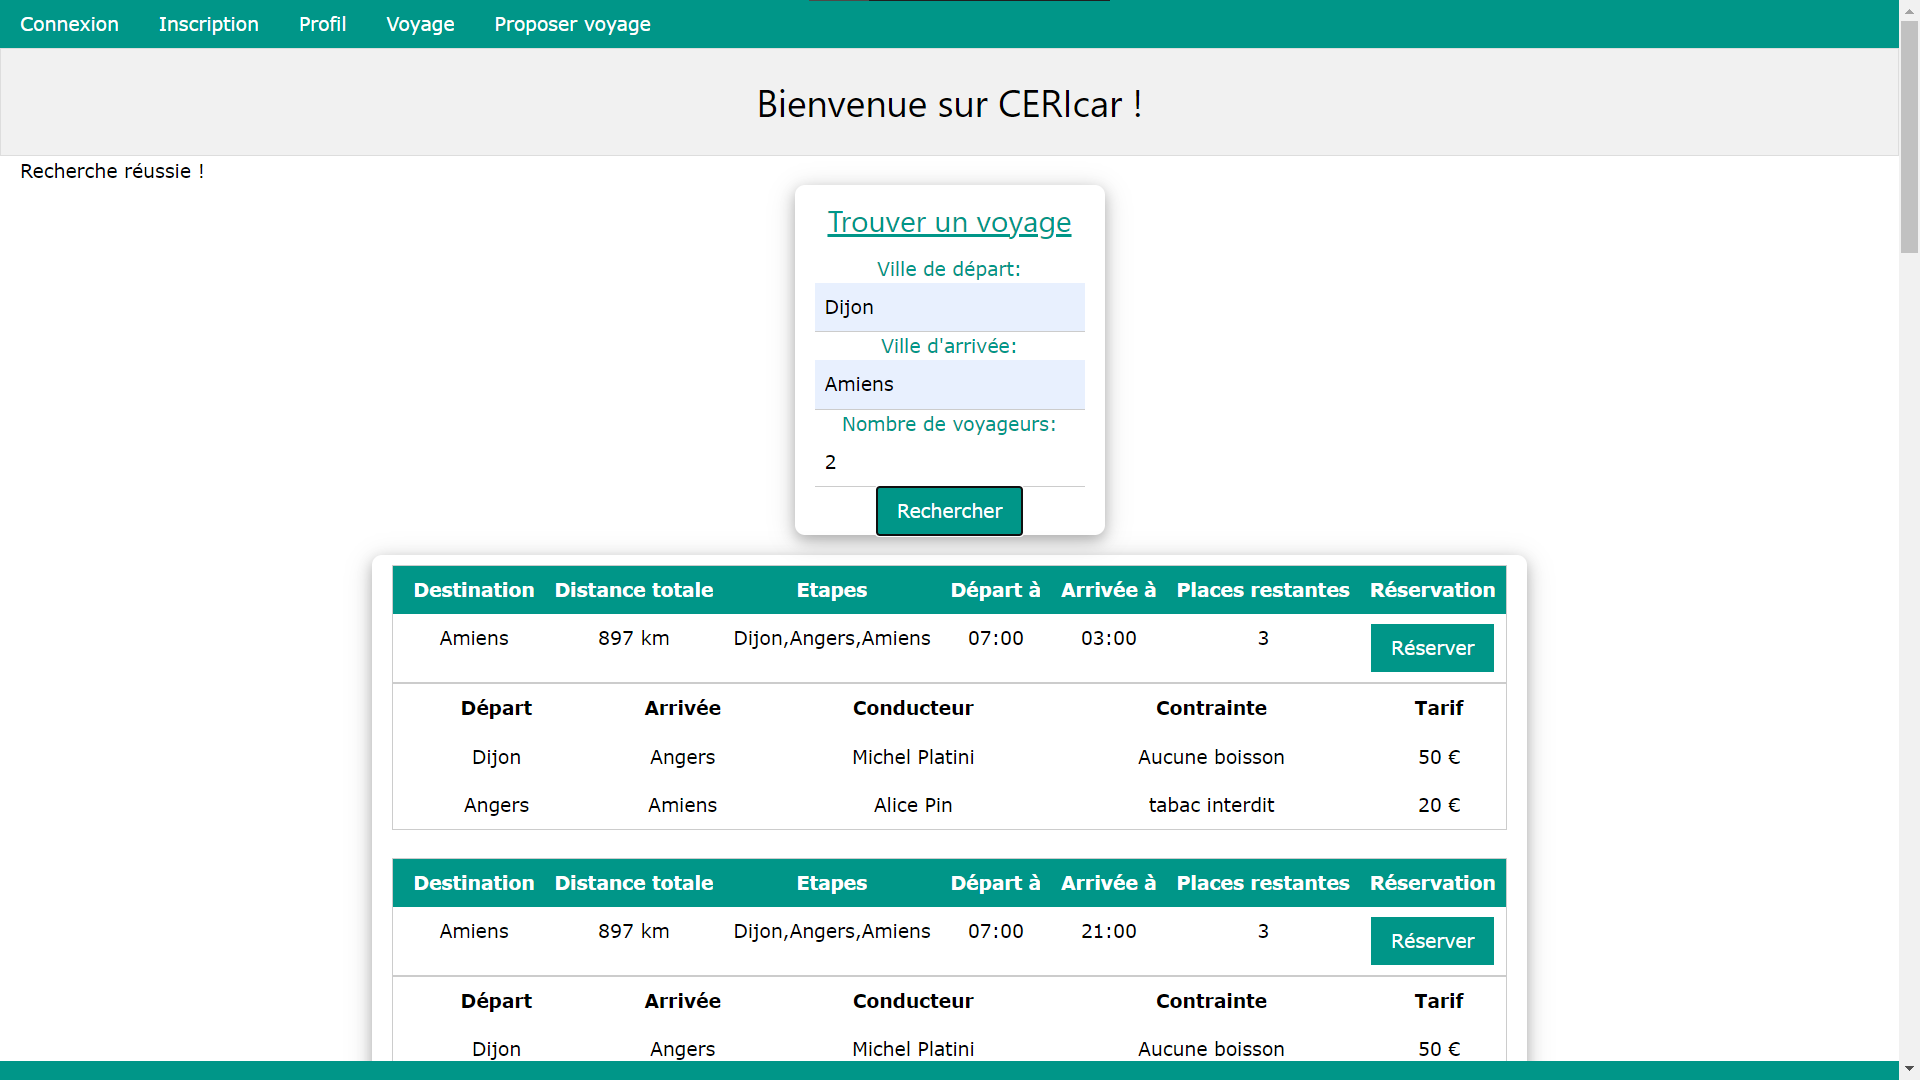 Connexion Inscription Profil Voyage Proposer voyage
Bienvenue sur CERIcar !
Recherche réussie !
Trouver un voyage
Ville de départ:
Dijon
Ville d'arrivée:
Amiens
Nombre de voyageurs:
2
Rechercher
Destination Distance totale Etapes Départ à Arrivée à Places restantes Réservation
Amiens 897 km Dijon,Angers,Amiens 07:00 03:00 3 Réserver
Départ Arrivée Conducteur Contrainte Tarif
Dijon Angers Michel Platini Aucune boisson 50 €
Angers Amiens Alice Pin tabac interdit 20 €
Destination Distance totale Etapes Départ à Arrivée à Places restantes Réservation
Amiens 897 km Dijon,Angers,Amiens 07:00 21:00 3 Réserver
Départ Arrivée Conducteur Contrainte Tarif
Dijon Angers Michel Platini Aucune boisson 50 €